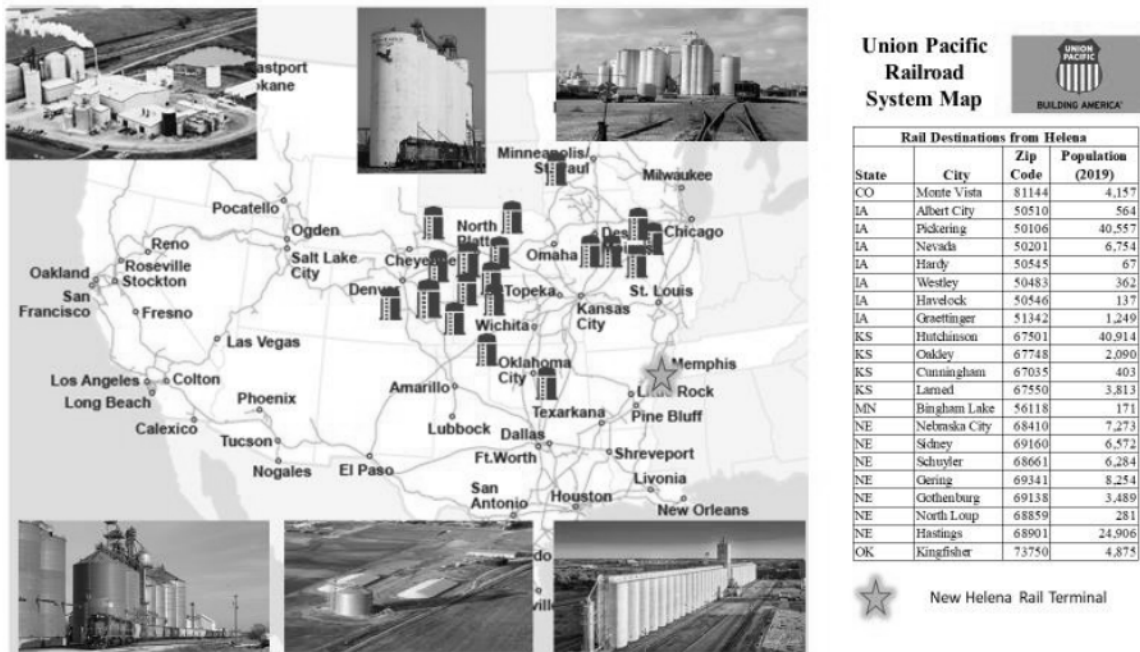 Union Pacific
Railroad
System Map
UNION
PACIFIC
BUILDING AMERICA'
Rail Destinations from Helena
State City Zip Code Population (2019)
CO Monte Vista 81144 4,157
IA Albert City 50510 564
IA Pickering 50106 40,557
IA Nevada 50201 6,754
IA Hardy 50545 67
IA Westley 50483 362
IA Havelock 50546 137
IA Graettinger 51342 1,249
KS Hutchinson 67501 40,914
KS Oakley 67748 2,090
KS Cunningham 67035 403
KS Larned 67550 3,813
MN Bingham Lake 56118 171
NE Nebraska City 68410 7,273
NE Sidney 69160 6,572
NE Schuyler 68661 6,284
NE Gering 69341 8,254
NE Gothenburg 69138 3,489
NE North Loup 68859 281
NE Hastings 68901 24,906
OK Kingfisher 73750 4,875
New Helena Rail Terminal
astport
okane
Minneapolis/
St. Paul
Milwaukee
Pocatello
Ogden
North
Platt
Des
Chicago
Reno
Salt Lake
City
Cheyenne
Omaha
Roseville
Oakland
Stockton
Denver
Topeka
St. Louis
San
Francisco
Kansas
City
Fresno
Wichita
Las Vegas
Memphis
Oklahoma
City
Los Angeles
Colton
Amarillo
Rock
Long Beach
Phoenix
Texarkana
Pine Bluff
Calexico
Lubbock
Dallas
Tucson
Ft.Worth
Shreveport
Nogales
El Paso
Livonia
San
Antonio
Houston
New Orleans
do
ville